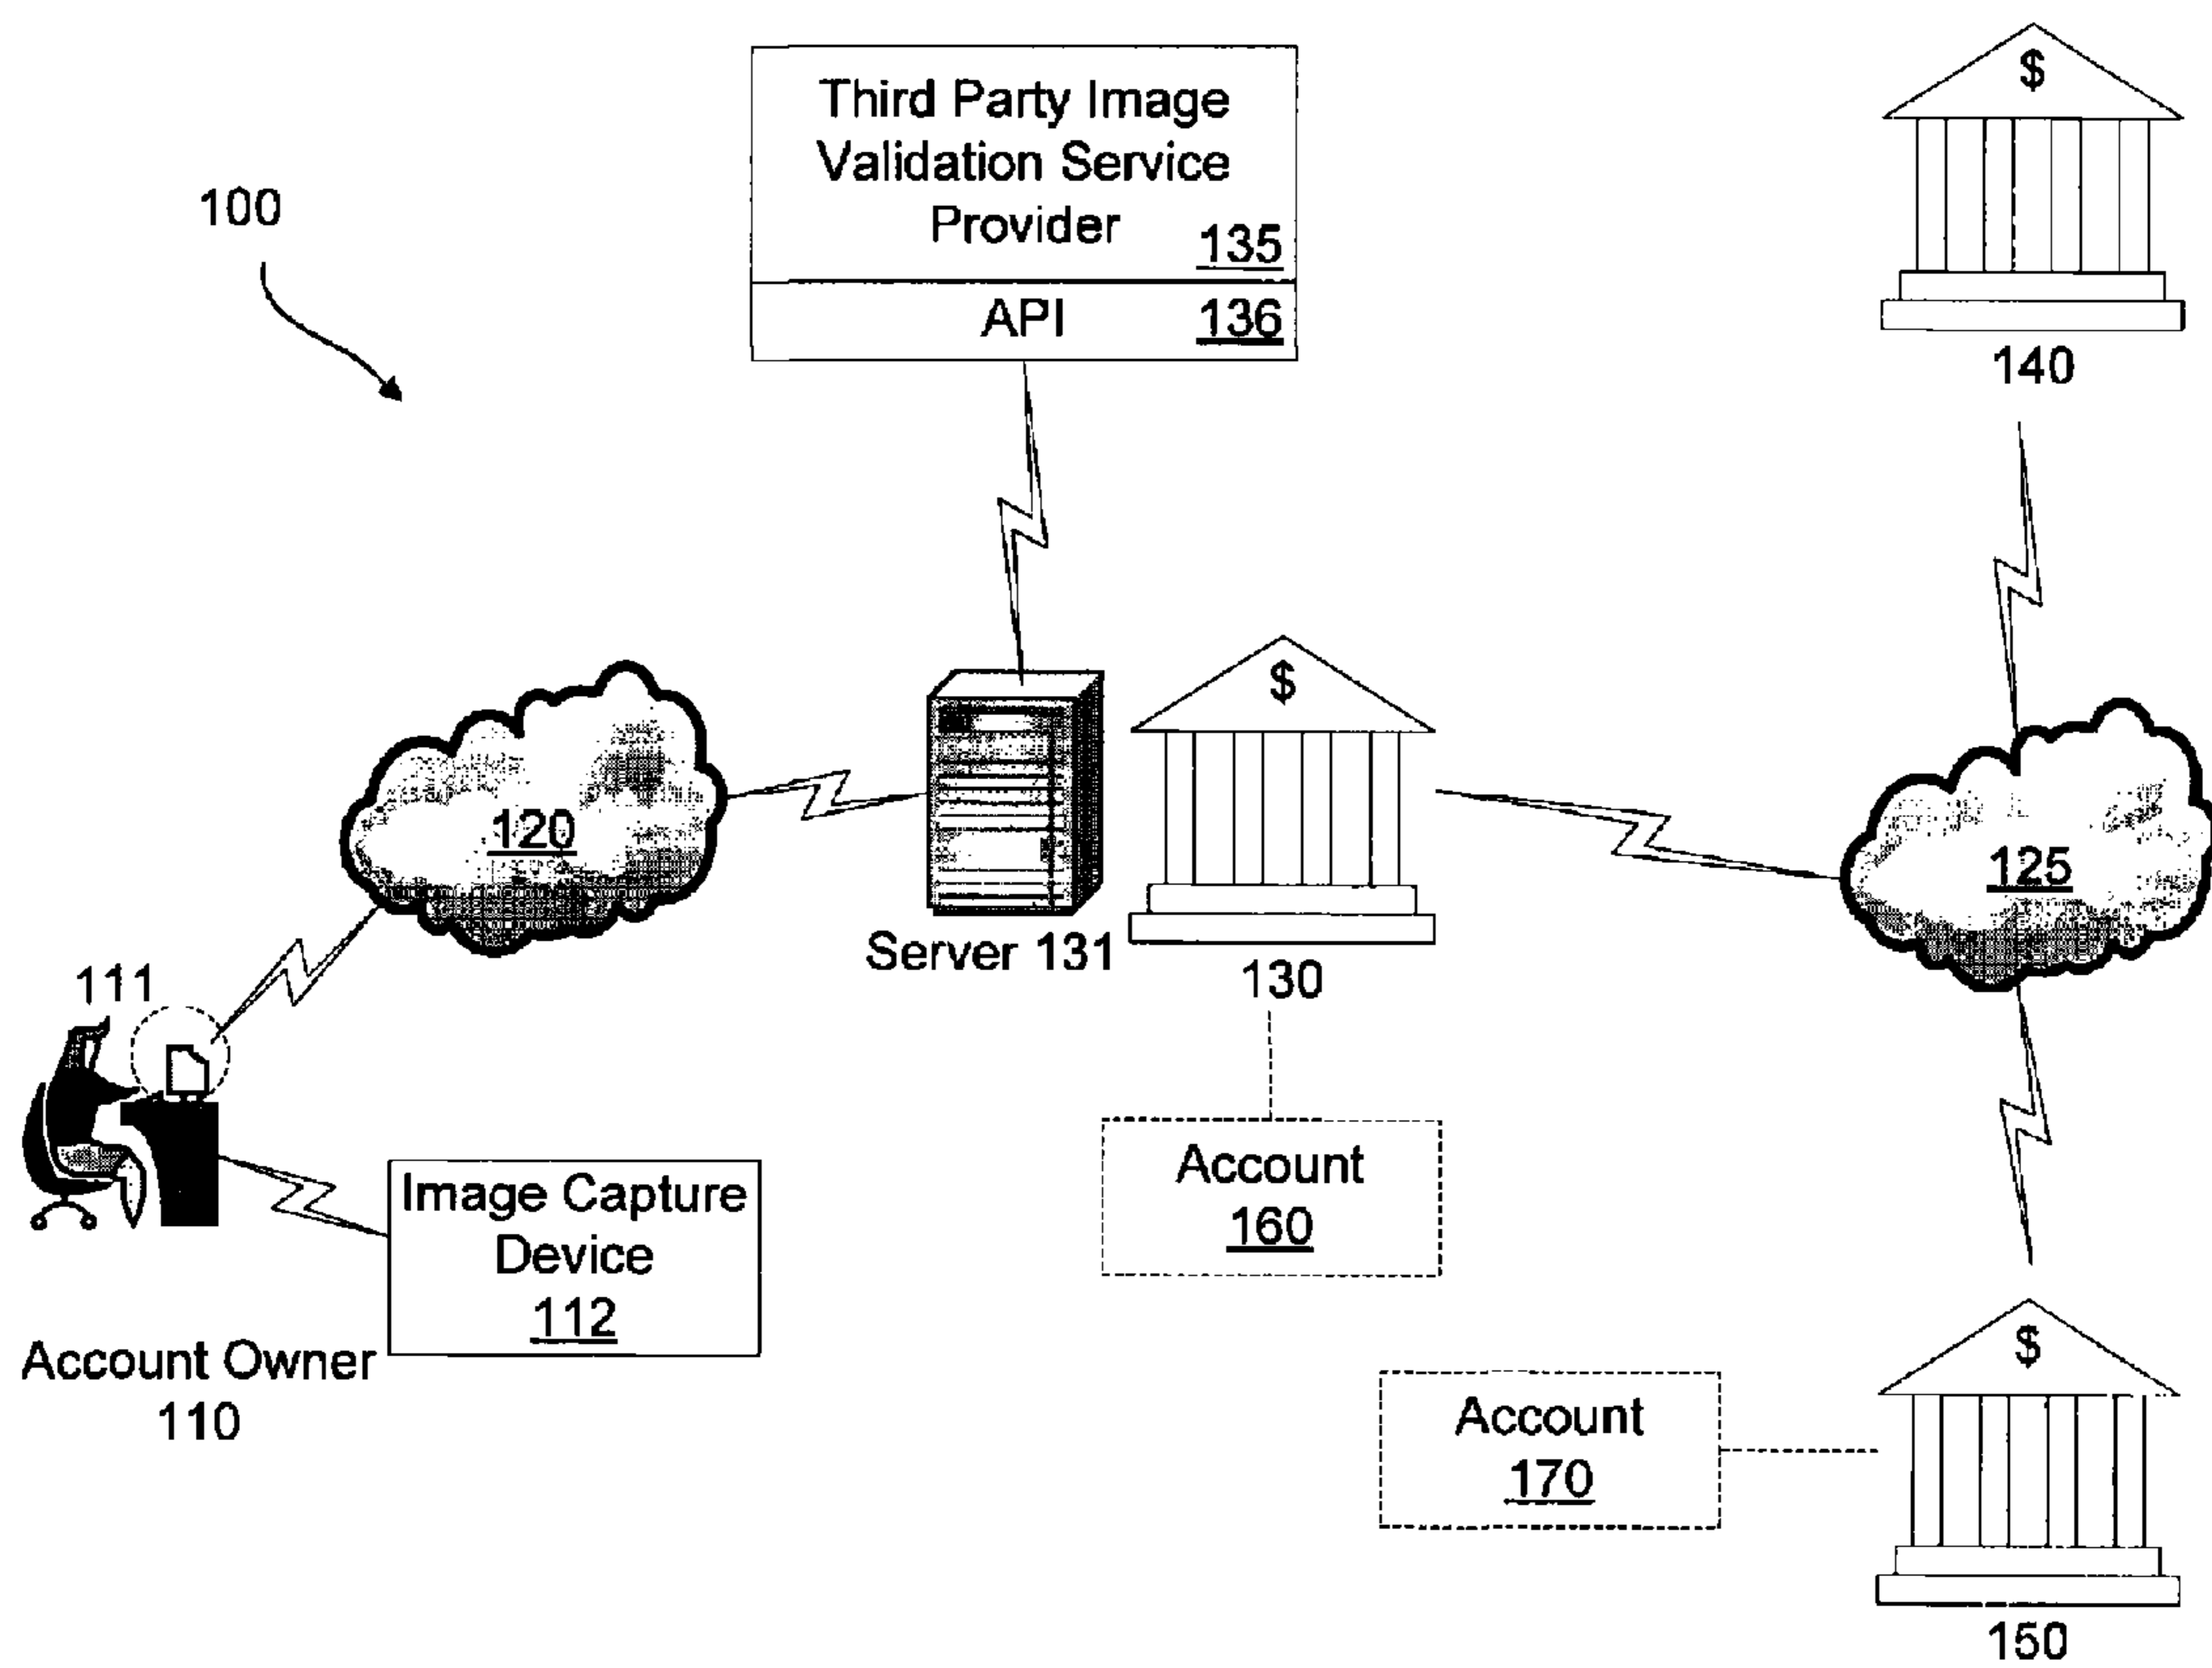 Third Party Image
Validation Service
Provider
135
API 136
100
$
140
$
120
125
Server 131
130
111
Account
160
Image Capture
Device
112
Account Owner
110
$
Account
170
150